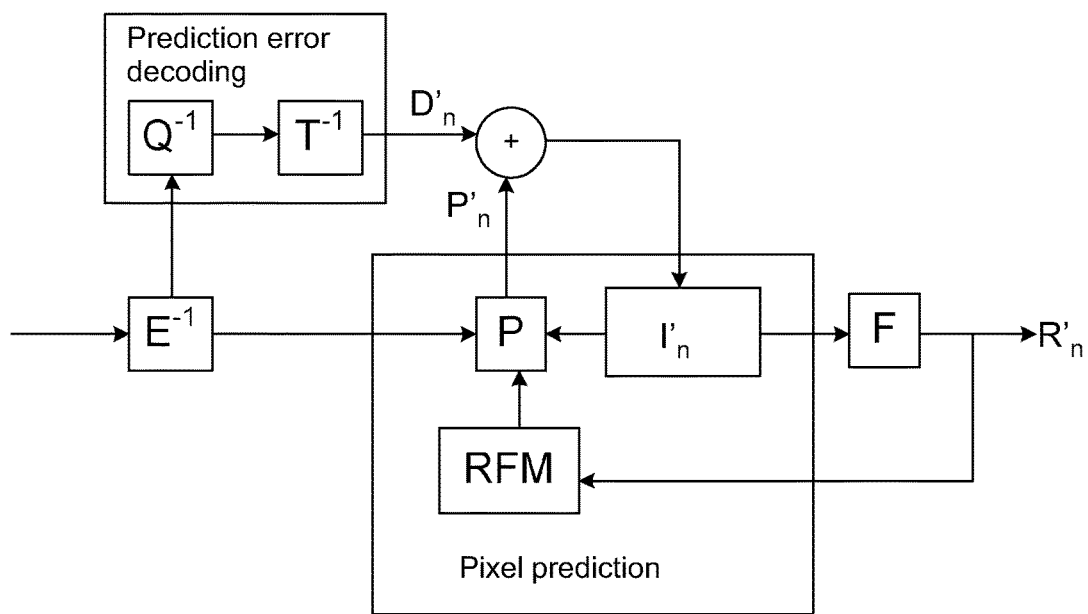 Prediction error
decoding
Q⁻¹
T⁻¹
D'ₙ
+
P'ₙ
E⁻¹
P
I'ₙ
F
R'ₙ
RFM
Pixel prediction